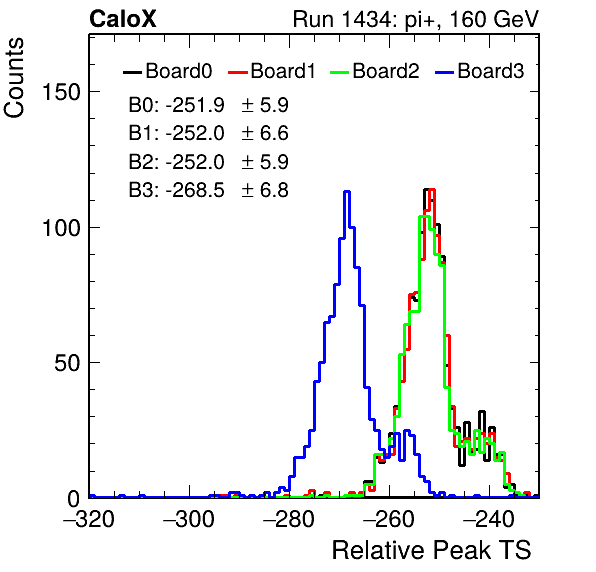 CaloX Run 1434: pi+, 160 GeV
Counts
Board0 Board1 Board2 Board3
B0: -251.9 ± 5.9
B1: -252.0 ± 6.6
B2: -252.0 ± 5.9
B3: -268.5 ± 6.8
150
100
50
0
−320 −300 −280 −260 −240
Relative Peak TS